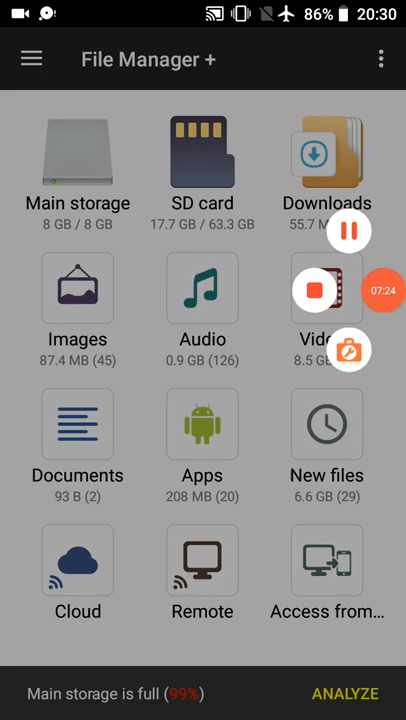 86% 20:30
File Manager +
Main storage SD card Downloads
8 GB / 8 GB 17.7 GB / 63.3 GB 55.7 M
07:24
Images Audio Vide
87.4 MB (45) 0.9 GB (126) 8.5 G
Documents Apps New files
93 B (2) 208 MB (20) 6.6 GB (29)
Cloud Remote Access from...
Main storage is full (99%) ANALYZE